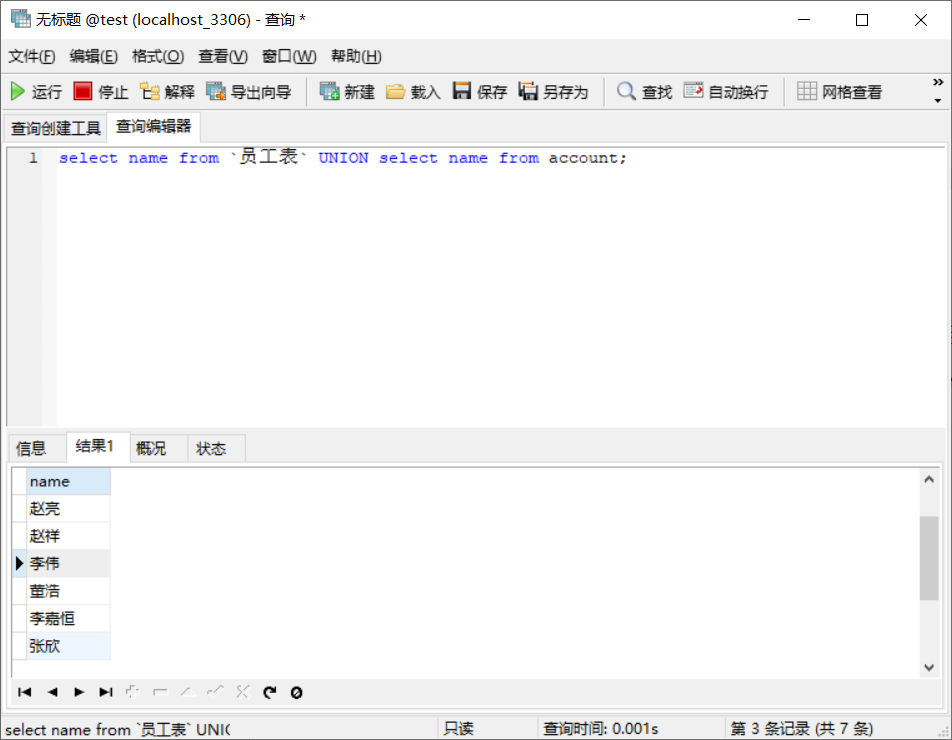 无标题 @test (localhost_3306) - 查询 *
文件(F) 编辑(E) 格式(O) 查看(V) 窗口(W) 帮助(H)
运行 停止 解释 导出向导 新建 载入 保存 另存为 查找 自动换行 网格查看 »
查询创建工具 查询编辑器
1 select name from `员工表` UNION select name from account;
信息 结果1 概况 状态
name
赵亮
赵祥
李伟
董浩
李嘉恒
张欣
select name from `员工表` UNIC 只读 查询时间: 0.001s 第 3 条记录 (共 7 条)